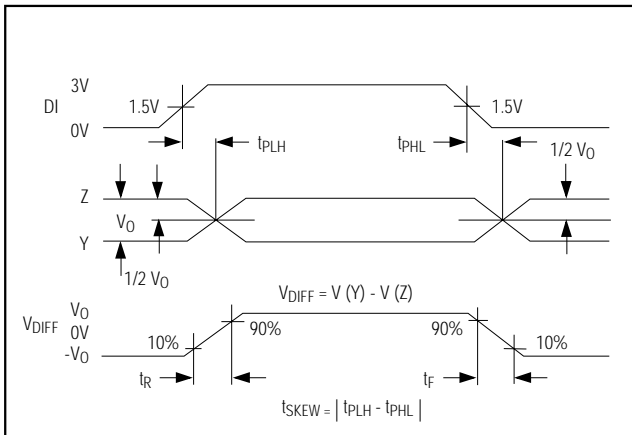 3V
DI
1.5V
1.5V
0V
tPLH
tPHL
1/2 VO
Z
VO
Y
1/2 VO
VDIFF = V (Y) - V (Z)
VO
VDIFF
0V
-VO
10%
90%
90%
10%
tR
tF
tSKEW = | tPLH - tPHL |